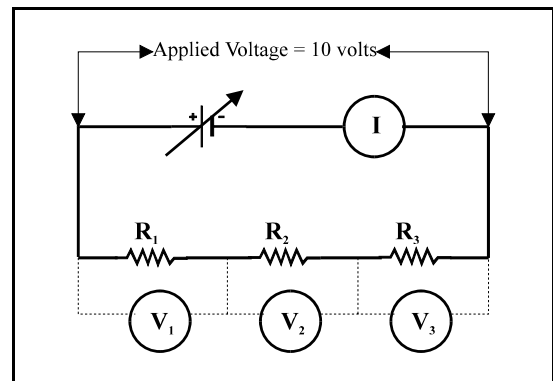 Applied Voltage = 10 volts
+ -
I
R₁ R₂ R₃
V₁ V₂ V₃